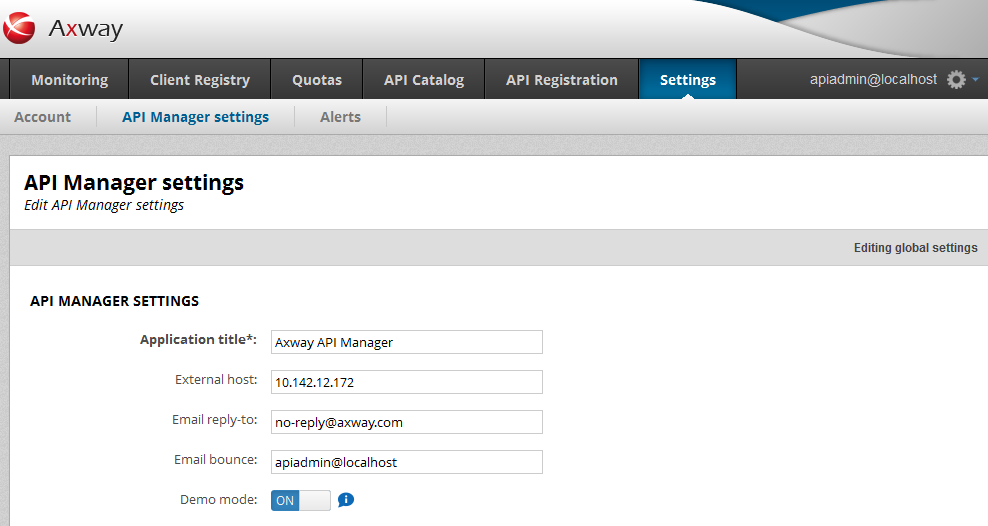 Axway
Monitoring Client Registry Quotas API Catalog API Registration Settings apiadmin@localhost
Account API Manager settings Alerts
API Manager settings
Edit API Manager settings
Editing global settings
API MANAGER SETTINGS
Application title*: Axway API Manager
External host: 10.142.12.172
Email reply-to: no-reply@axway.com
Email bounce: apiadmin@localhost
Demo mode: ON